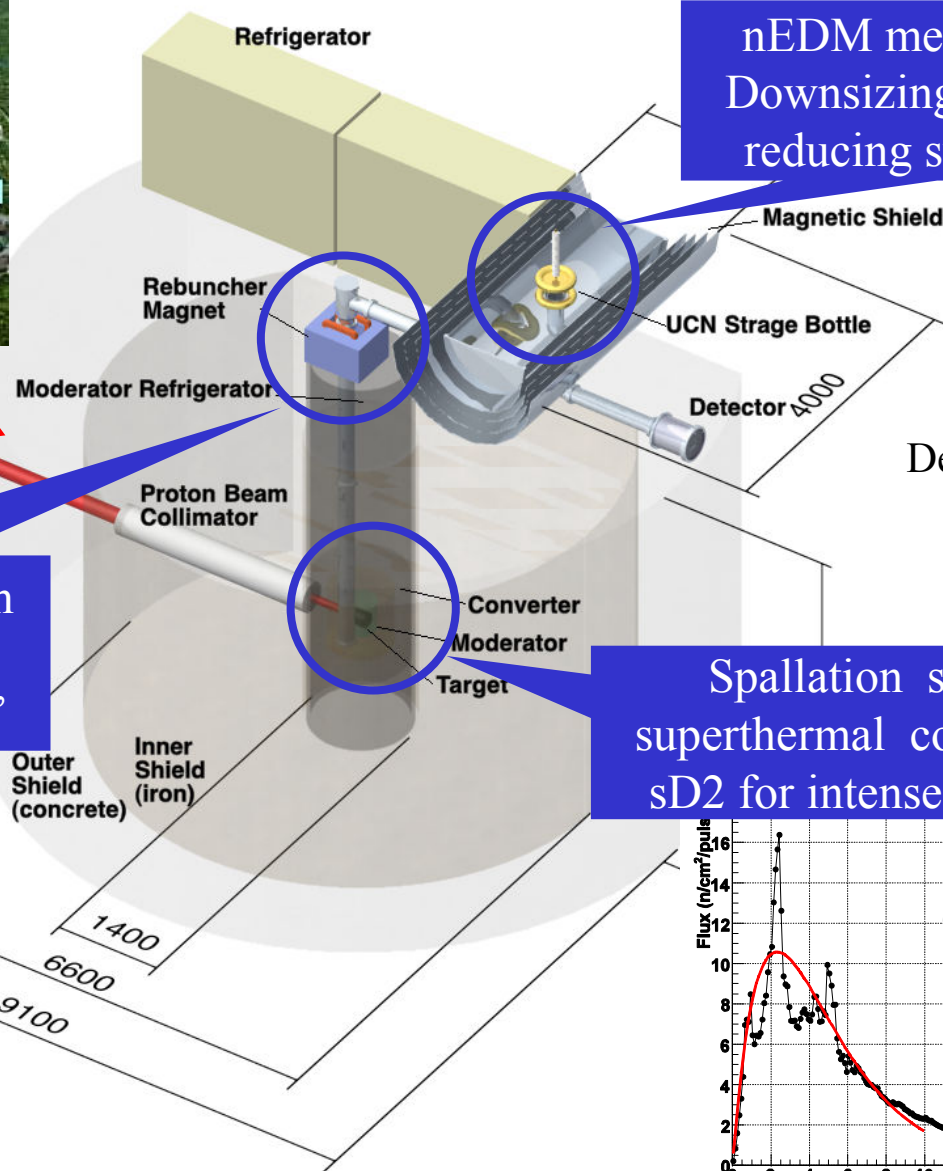 Refrigerator
nEDM me
Downsizing
reducing s
Magnetic Shield
Rebuncher
Magnet
UCN Strage Bottle
Moderator Refrigerator
Detector
4000
De
Proton Beam
Collimator
n
,
Converter
Moderator
Target
Spallation s
superthermal co
sD2 for intense
Outer
Shield
(concrete)
Inner
Shield
(iron)
1400
6600
9100
Flux (n/cm²/puls
16
14
12
10
8
6
4
2
0